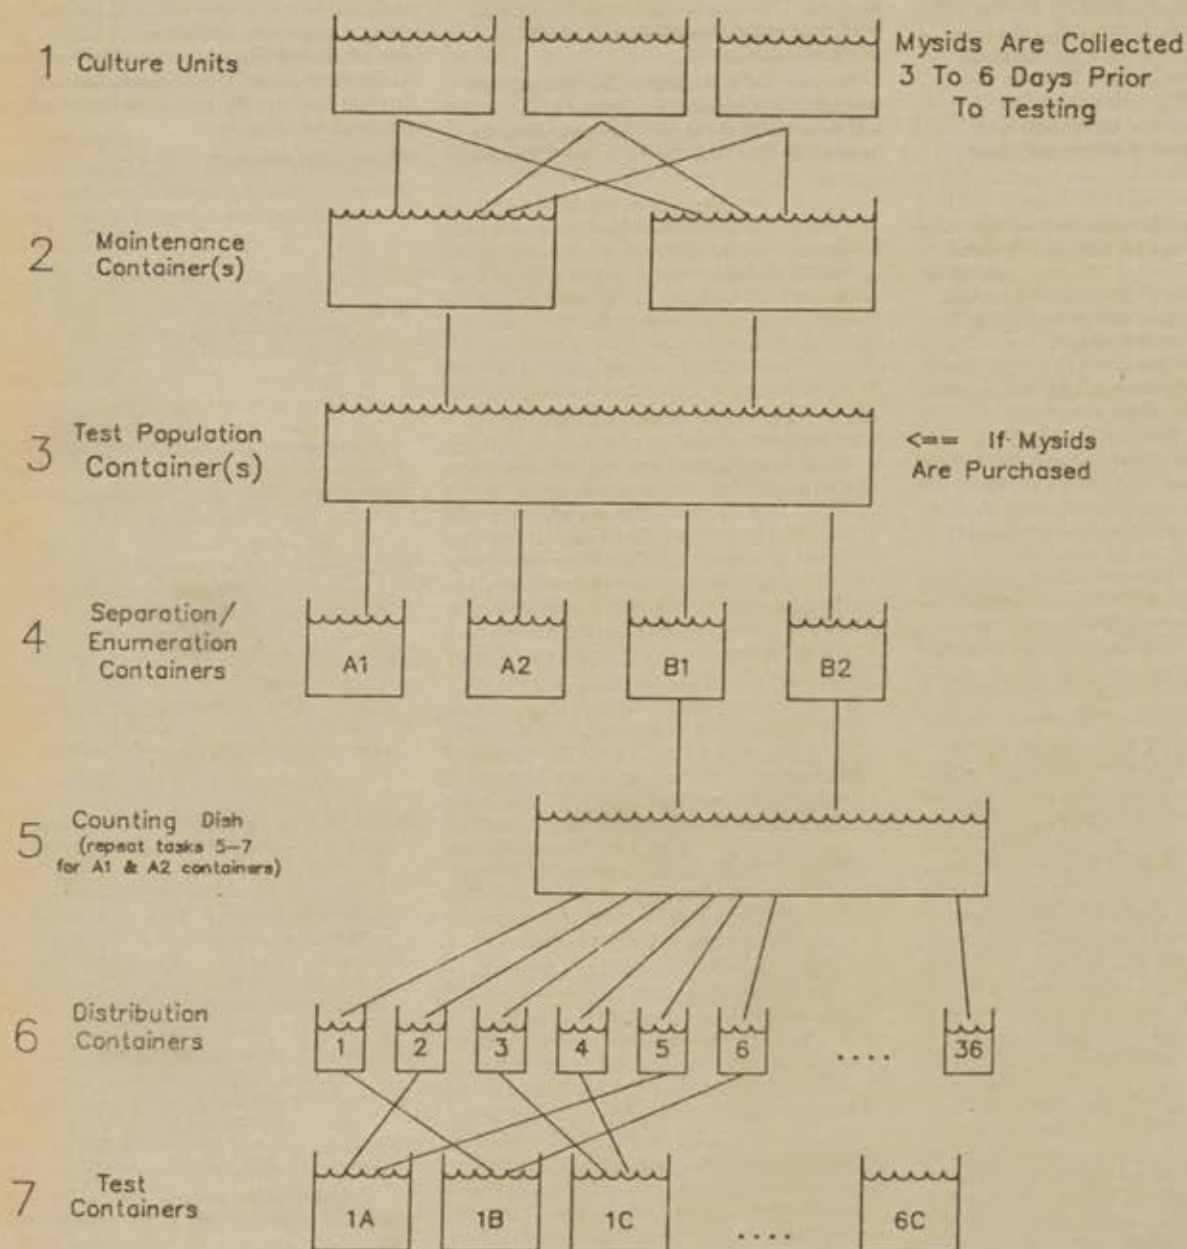 1 Culture Units
Mysids Are Collected
3 To 6 Days Prior
To Testing
2 Maintenance
Container(s)
3 Test Population
Container(s)
<== If Mysids
Are Purchased
4 Separation/
Enumeration
Containers
A1 A2 B1 B2
5 Counting Dish
(repeat tasks 5-7
for A1 & A2 containers)
6 Distribution
Containers
1 2 3 4 5 6 .... 36
7 Test
Containers
1A 1B 1C .... 6C